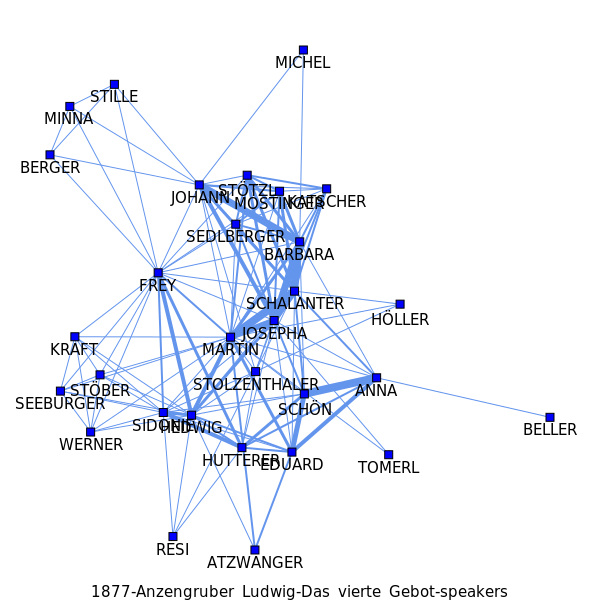 MICHEL
STILLE
MINNA
BERGER
JOHANN
STÖTZL
MOSTINGER
KATSCHER
SEDLBERGER
BARBARA
FREY
SCHALANTER
HÖLLER
JOSEPHA
MARTIN
KRAFT
STOLZENTHALER
STÖBER
ANNA
SEEBURGER
SCHÖN
SIDONIE
HEDWIG
BELLER
WERNER
HUTTERER
EDUARD
TOMERL
RESI
ATZWANGER
1877-Anzengruber Ludwig-Das vierte Gebot-speakers